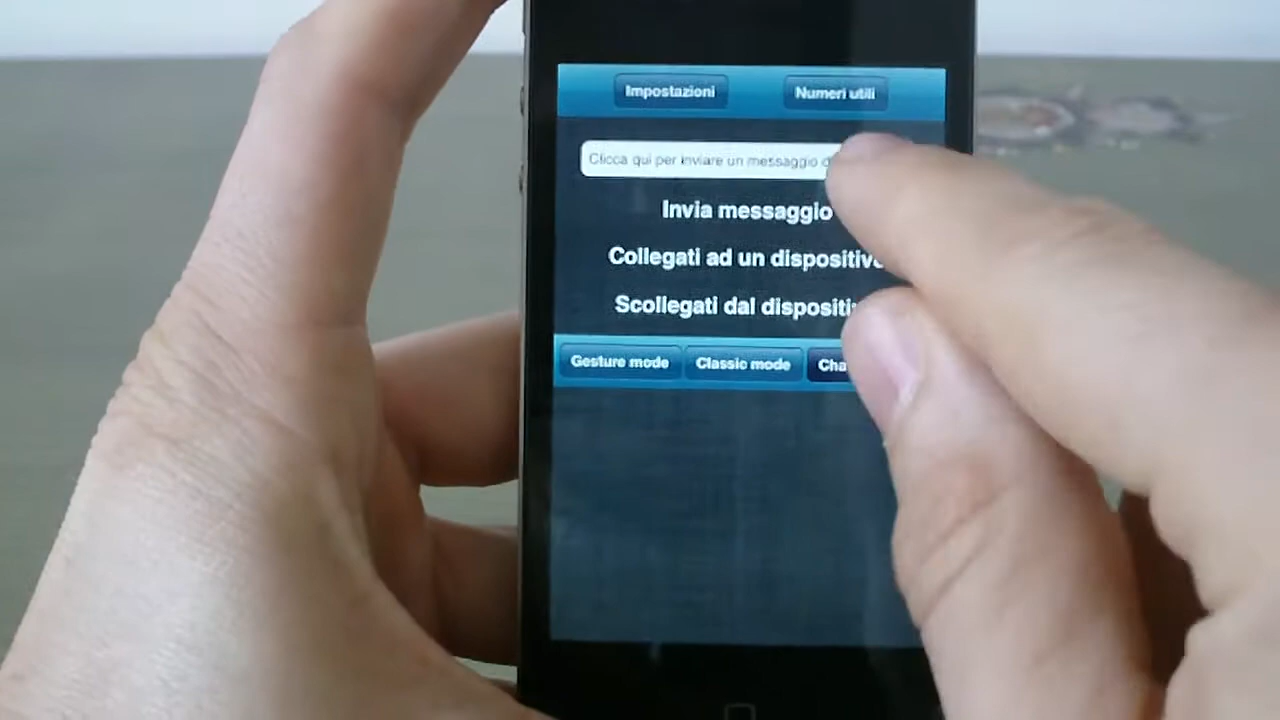 Impostazioni Numeri utili
Clicca qui per inviare un messaggio
Invia messaggio
Collegati ad un dispositivo
Scollegati dal
Gesture mode Classic mode